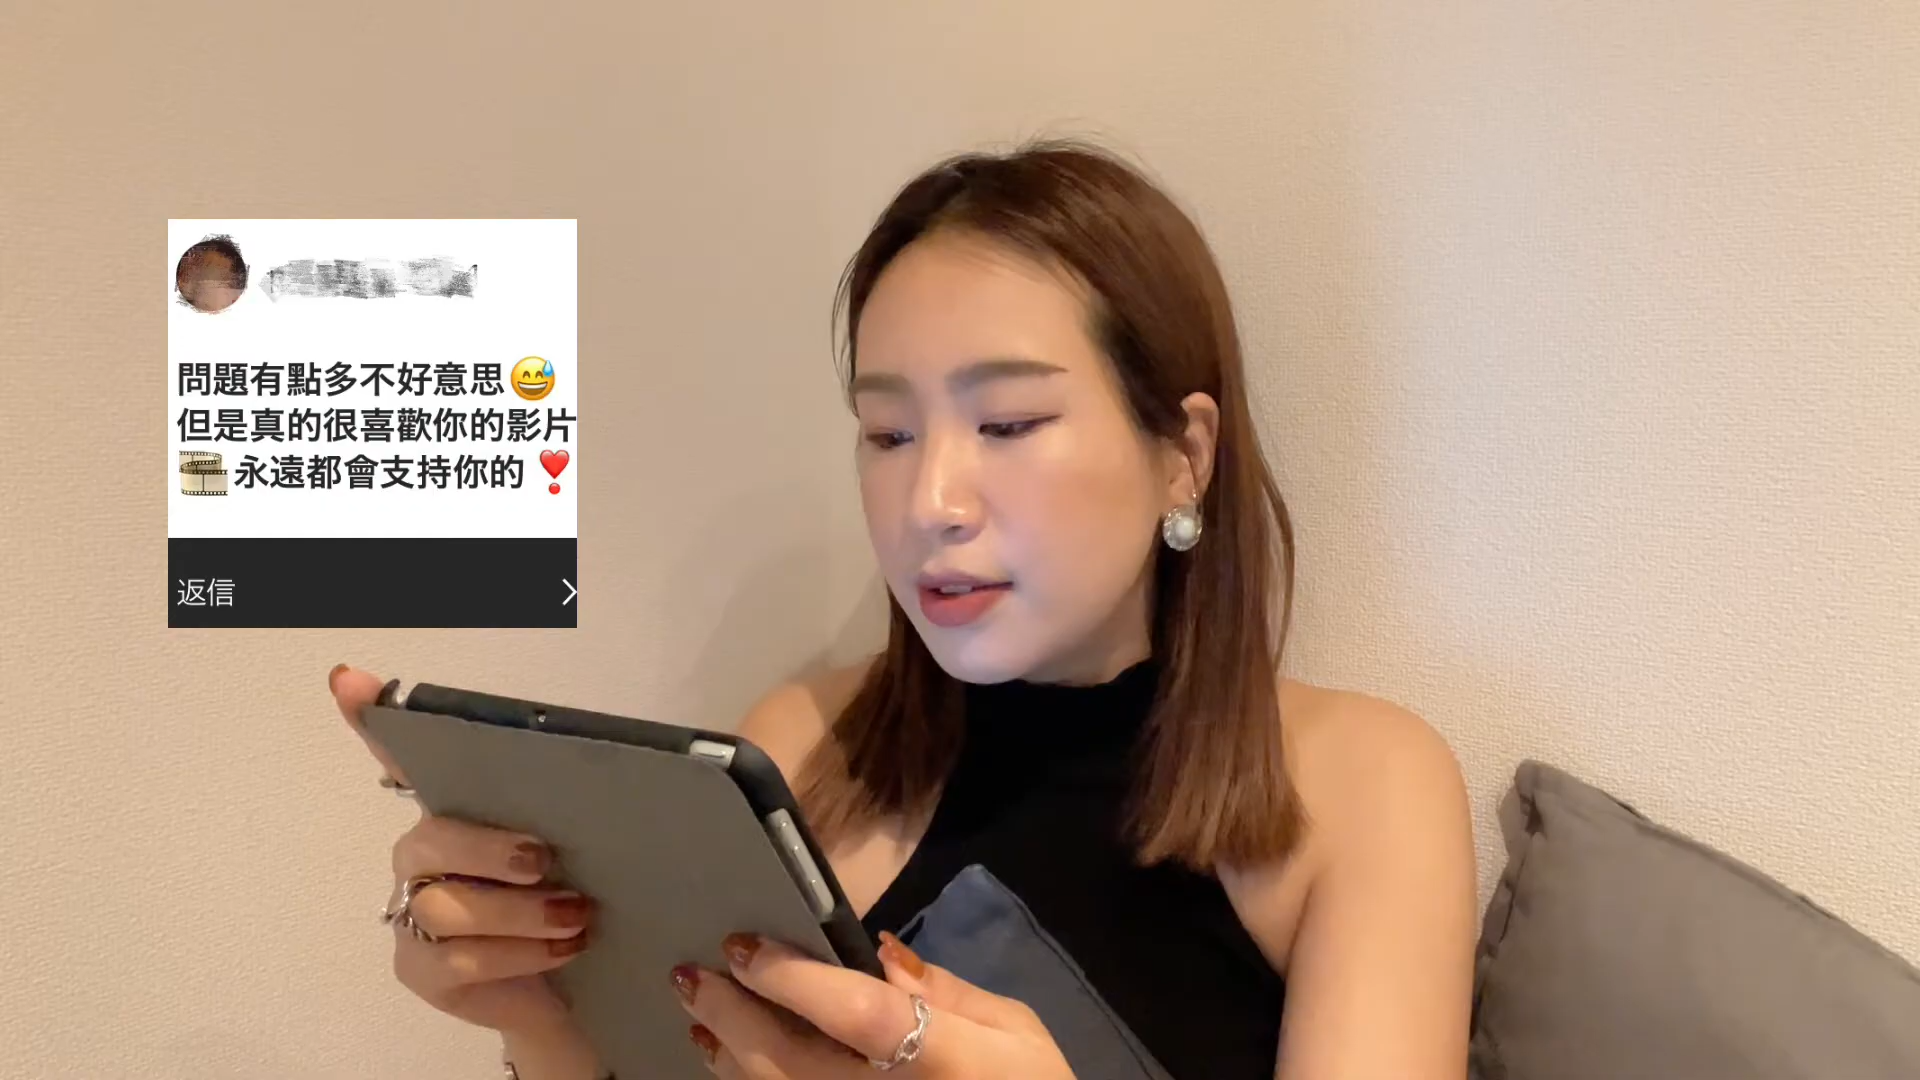 問題有點多不好意思😅
但是真的很喜歡你的影片
🎞️永遠都會支持你的❣️
返信